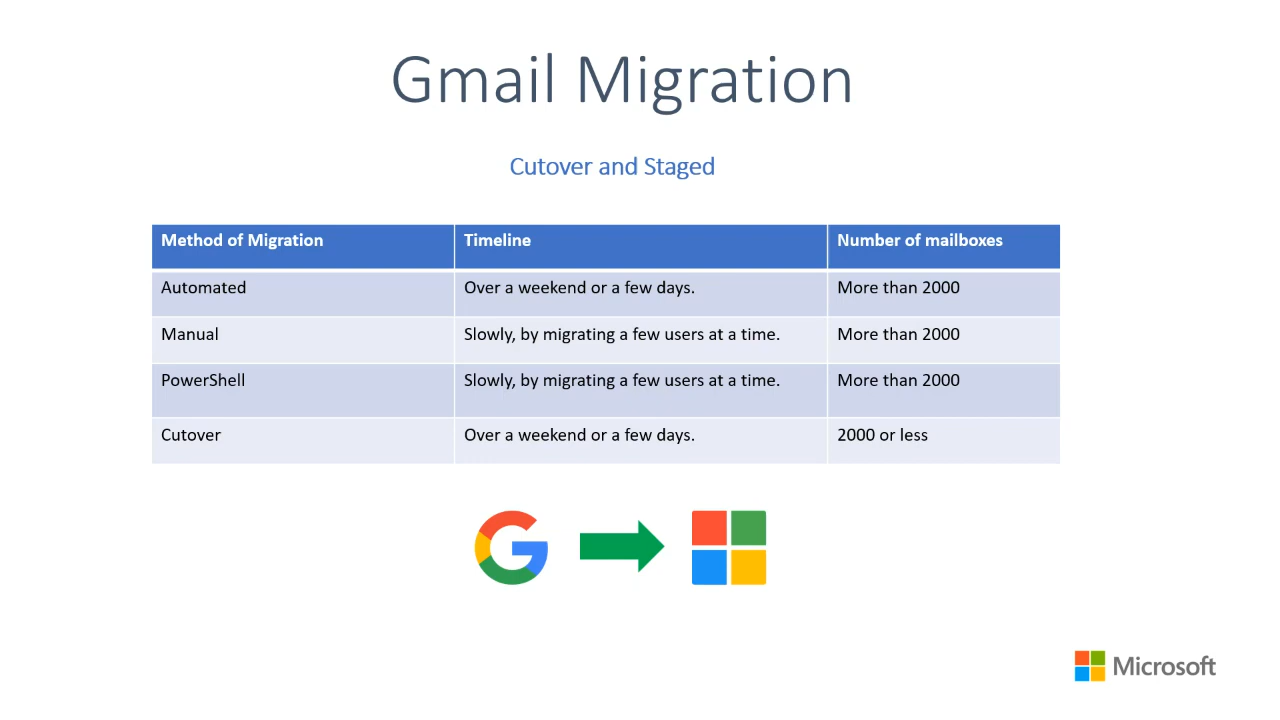 Gmail Migration
Cutover and Staged
Method of Migration Timeline Number of mailboxes
Automated Over a weekend or a few days. More than 2000
Manual Slowly, by migrating a few users at a time. More than 2000
PowerShell Slowly, by migrating a few users at a time. More than 2000
Cutover Over a weekend or a few days. 2000 or less
Microsoft